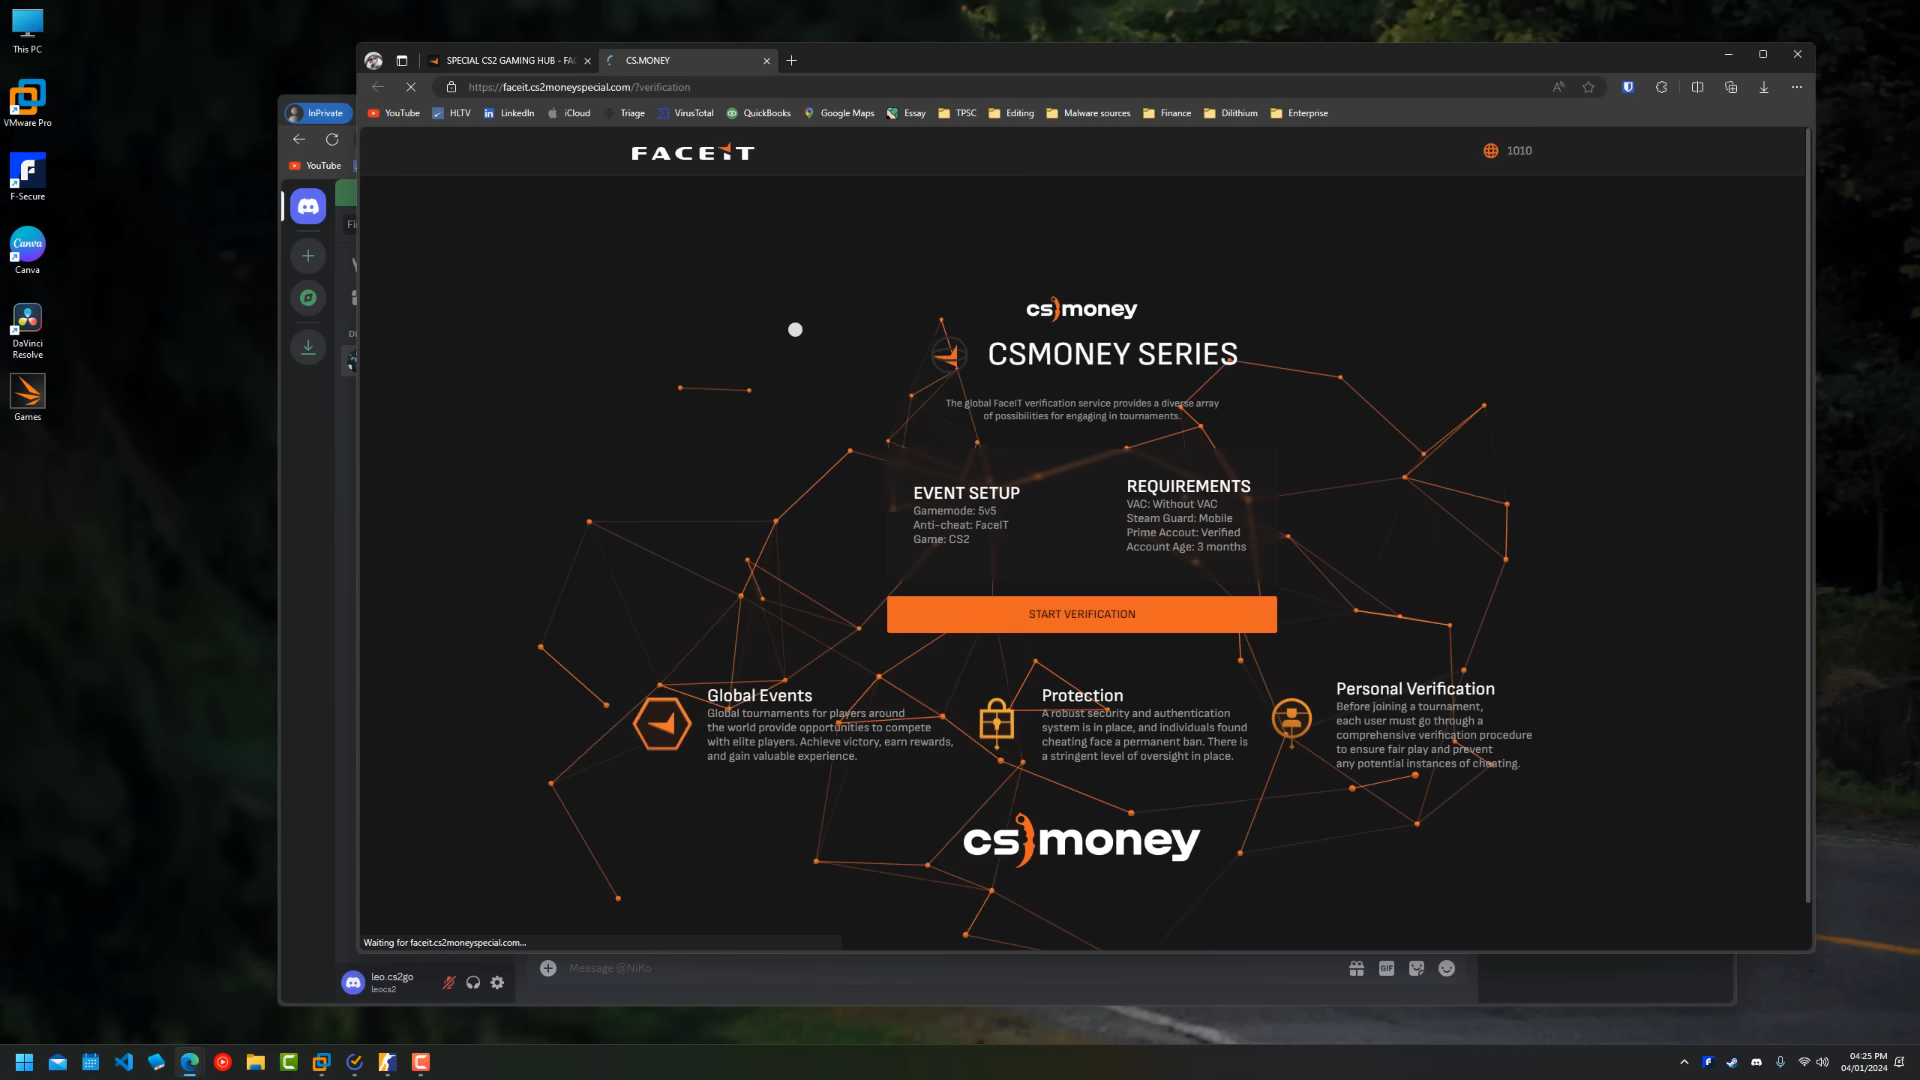 This PC
VMware Pro
F-Secure
Canva
DaVinci
Resolve
Games
SPECIAL CS2 GAMING HUB - FAC
CS.MONEY
https://faceit.cs2moneyspecial.com/?verification
YouTube
HLTV
LinkedIn
iCloud
Triage
VirusTotal
QuickBooks
Google Maps
Essay
TPSC
Editing
Malware sources
Finance
Dilithium
Enterprise
InPrivate
YouTube
FACEIT
1010
cs money
CSMONEY SERIES
The global FaceIT verification service provides a diverse array
of possibilities for engaging in tournaments.
EVENT SETUP
Gamemode: 5v5
Anti-cheat: FaceIT
Game: CS2
REQUIREMENTS
VAC: Without VAC
Steam Guard: Mobile
Prime Accout: Verified
Account Age: 3 months
START VERIFICATION
Global Events
Global tournaments for players around
the world provide opportunities to compete
with elite players. Achieve victory, earn rewards,
and gain valuable experience.
Protection
A robust security and authentication
system is in place, and individuals found
cheating face a permanent ban. There is
a stringent level of oversight in place.
Personal Verification
Before joining a tournament,
each user must go through a
comprehensive verification procedure
to ensure fair play and prevent
any potential instances of cheating.
cs money
Waiting for faceit.cs2moneyspecial.com...
leo.cs2go
leocs2
Message @NiKo
GIF
04:25 PM
04/01/2024